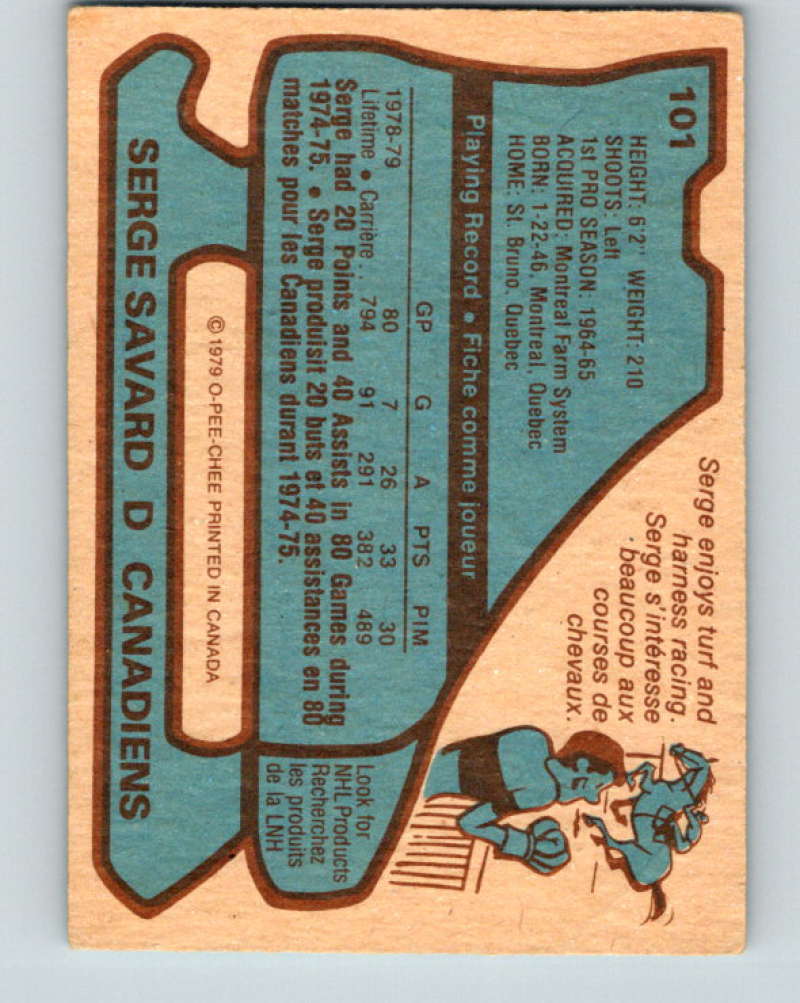 101
HEIGHT: 6'2" WEIGHT: 210
SHOOTS: Left
1st PRO SEASON: 1964-65
ACQUIRED: Montreal Farm System
BORN: 1-22-46, Montreal, Quebec
HOME: St. Bruno, Quebec
Serge enjoys turf and
harness racing.
Serge s'intéresse
beaucoup aux
courses de
chevaux.
Playing Record • Fiche comme joueur
GP G A PTS PIM
1978-79 80 7 26 33 30
Lifetime • Carrière.. 794 91 291 382 489
Serge had 20 Points and 40 Assists in 80 Games during
1974-75. • Serge produisit 20 buts et 40 assistances en 80
matches pour les Canadiens durant 1974-75.
Look for
NHL Products
Recherchez
les produits
de la LNH
© 1979 O-PEE-CHEE PRINTED IN CANADA
SERGE SAVARD D CANADIENS